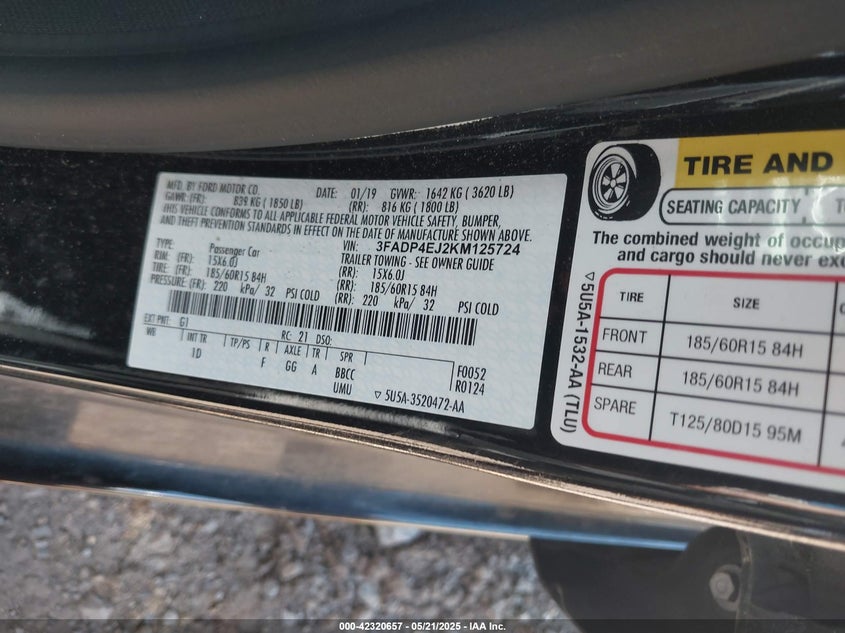 MFD. BY FORD MOTOR CO.
DATE: 01/19 GVWR: 1642 KG ( 3620 LB)
GAWR: (FR): 839 KG ( 1850 LB) (RR): 816 KG ( 1800 LB)
THIS VEHICLE CONFORMS TO ALL APPLICABLE FEDERAL MOTOR VEHICLE SAFETY, BUMPER,
AND THEFT PREVENTION STANDARDS IN EFFECT ON THE DATE OF MANUFACTURE SHOWN ABOVE.
VIN: 3FADP4EJ2KM125724
TYPE: Passenger Car TRAILER TOWING - SEE OWNER GUIDE
RIM: (FR): 15X6.0J (RR): 15X6.0J
TIRE: (FR): 185/60R15 84H (RR): 185/60R15 84H
PRESSURE: (FR): 220 kPa/ 32 PSI COLD (RR): 220 kPa/ 32 PSI COLD
EXT PNT: G1 RC: 21 DSO:
WB INT TR TP/PS R AXLE TR SPR F0052
1D F GG A BBCC R0124
UMU ▽ 5U5A-3520472-AA
▽5U5A-1532-AA (TLU)
TIRE AND
SEATING CAPACITY
The combined weight of
and cargo should never
TIRE SIZE
FRONT 185/60R15 84H
REAR 185/60R15 84H
SPARE T125/80D15 95M
000-42320657 - 05/21/2025 - IAA Inc.